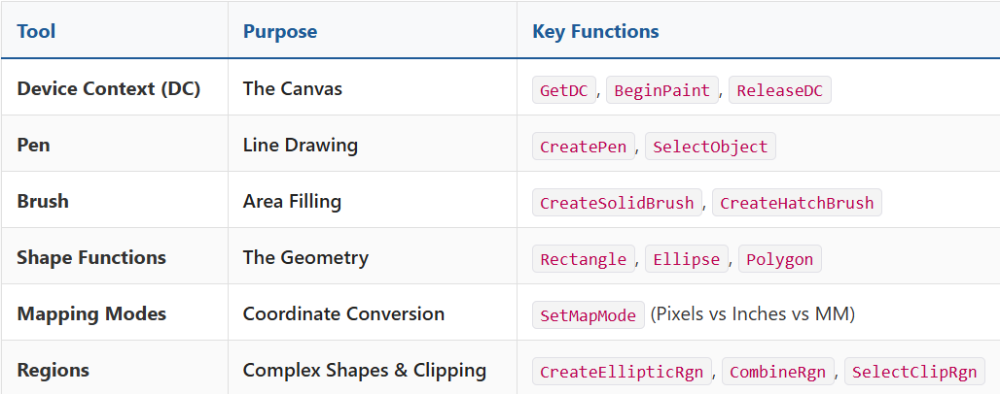 Tool Purpose Key Functions
Device Context (DC) The Canvas GetDC, BeginPaint, ReleaseDC
Pen Line Drawing CreatePen, SelectObject
Brush Area Filling CreateSolidBrush, CreateHatchBrush
Shape Functions The Geometry Rectangle, Ellipse, Polygon
Mapping Modes Coordinate Conversion SetMapMode (Pixels vs Inches vs MM)
Regions Complex Shapes & Clipping CreateEllipticRgn, CombineRgn, SelectClipRgn